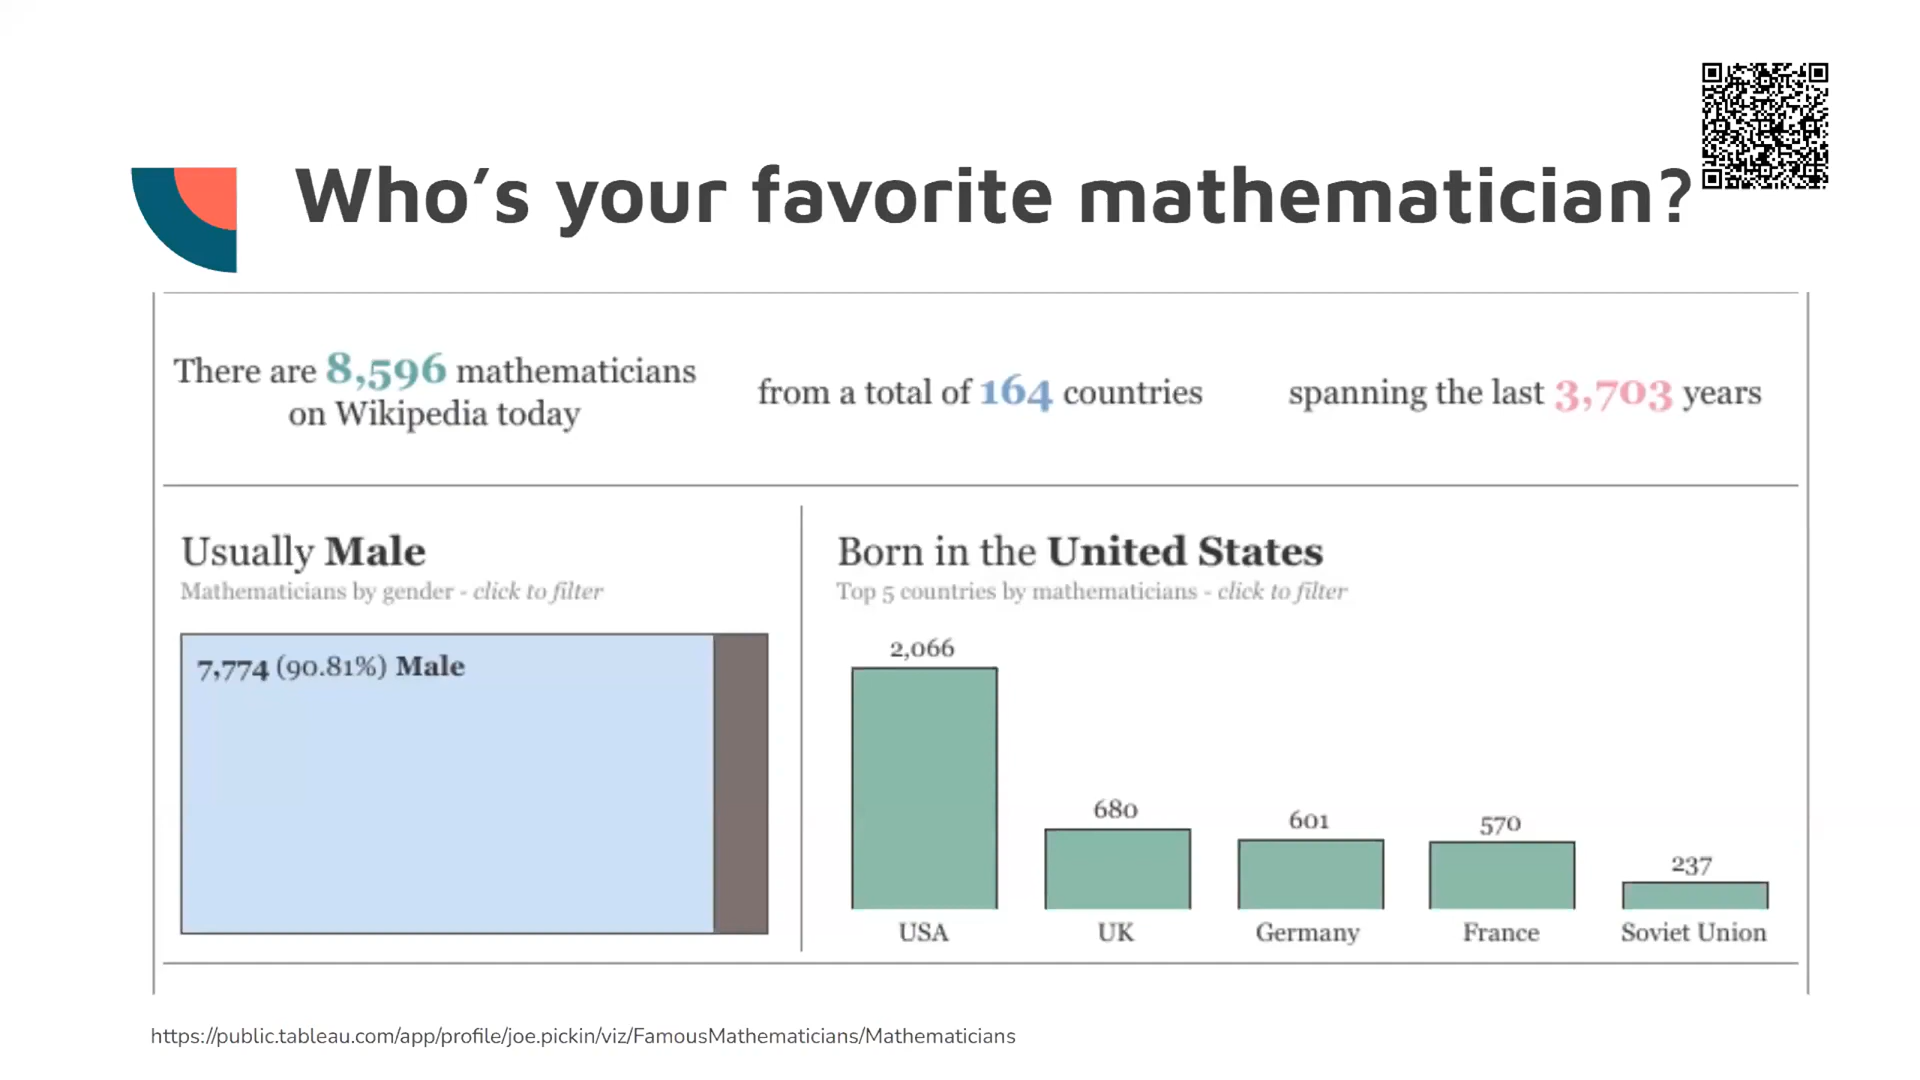 Who's your favorite mathematician?
There are 8,596 mathematicians
on Wikipedia today
from a total of 164 countries
spanning the last 3,703 years
Usually Male
Mathematicians by gender - click to filter
7,774 (90.81%) Male
Born in the United States
Top 5 countries by mathematicians - click to filter
2,066
680
601
570
237
USA
UK
Germany
France
Soviet Union
https://public.tableau.com/app/profile/joe.pickin/viz/FamousMathematicians/Mathematicians